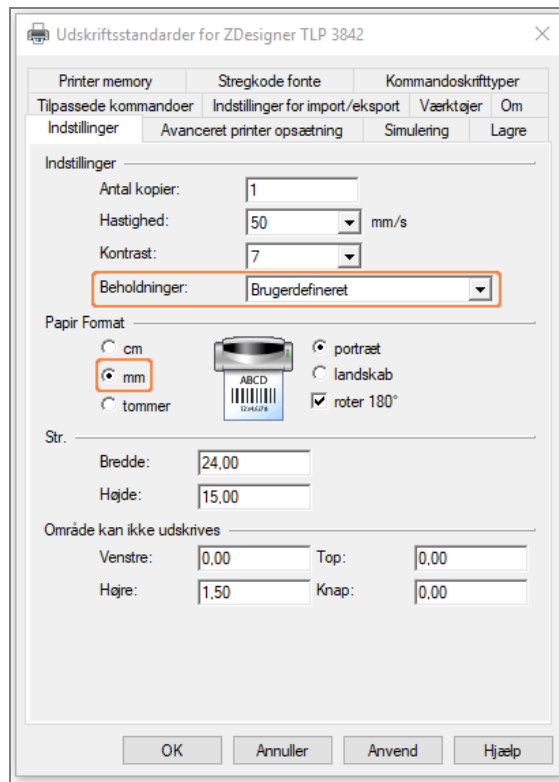 Udskriftsstandarder for ZDesigner TLP 3842
Printer memory Stregkode fonte Kommandoskrifttyper
Tilpassede kommandoer Indstillinger for import/eksport Værktøjer Om
Indstillinger Avanceret printer opsætning Simulering Lagre
Indstillinger
Antal kopier: 1
Hastighed: 50 mm/s
Kontrast: 7
Beholdninger: Brugerdefineret
Papir Format
cm portræt
mm landskab
tommer roter 180°
ABCD
12345678
Str.
Bredde: 24,00
Højde: 15,00
Område kan ikke udskrives
Venstre: 0,00 Top: 0,00
Højre: 1,50 Knap: 0,00
OK Annuller Anvend Hjælp